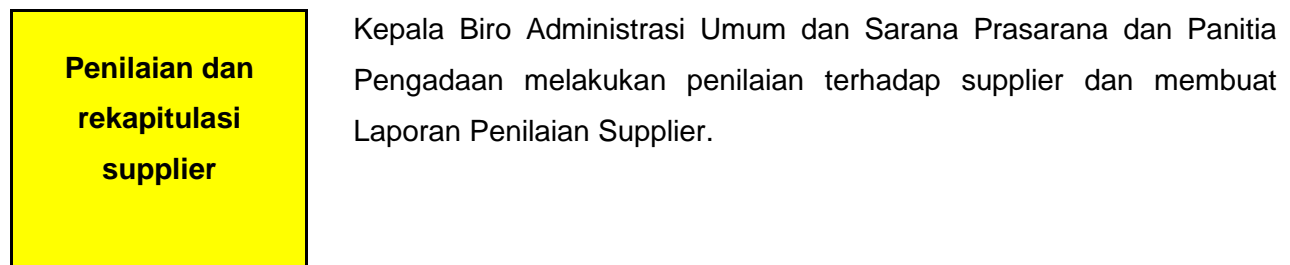 Penilaian dan
rekapitulasi
supplier
Kepala Biro Administrasi Umum dan Sarana Prasarana dan Panitia
Pengadaan melakukan penilaian terhadap supplier dan membuat
Laporan Penilaian Supplier.